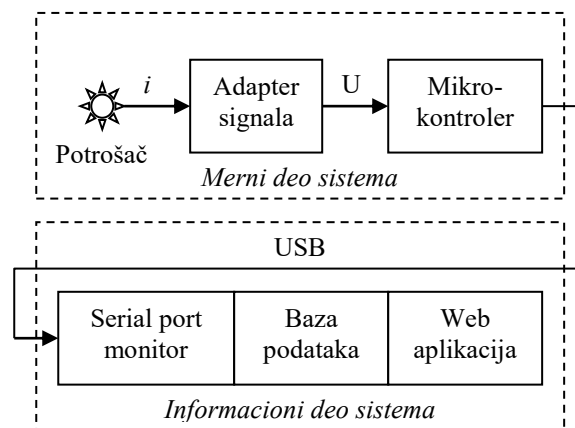 i
Adapter
signala
U
Mikro-
kontroler
Potrošač
Merni deo sistema
USB
Serial port
monitor
Baza
podataka
Web
aplikacija
Informacioni deo sistema